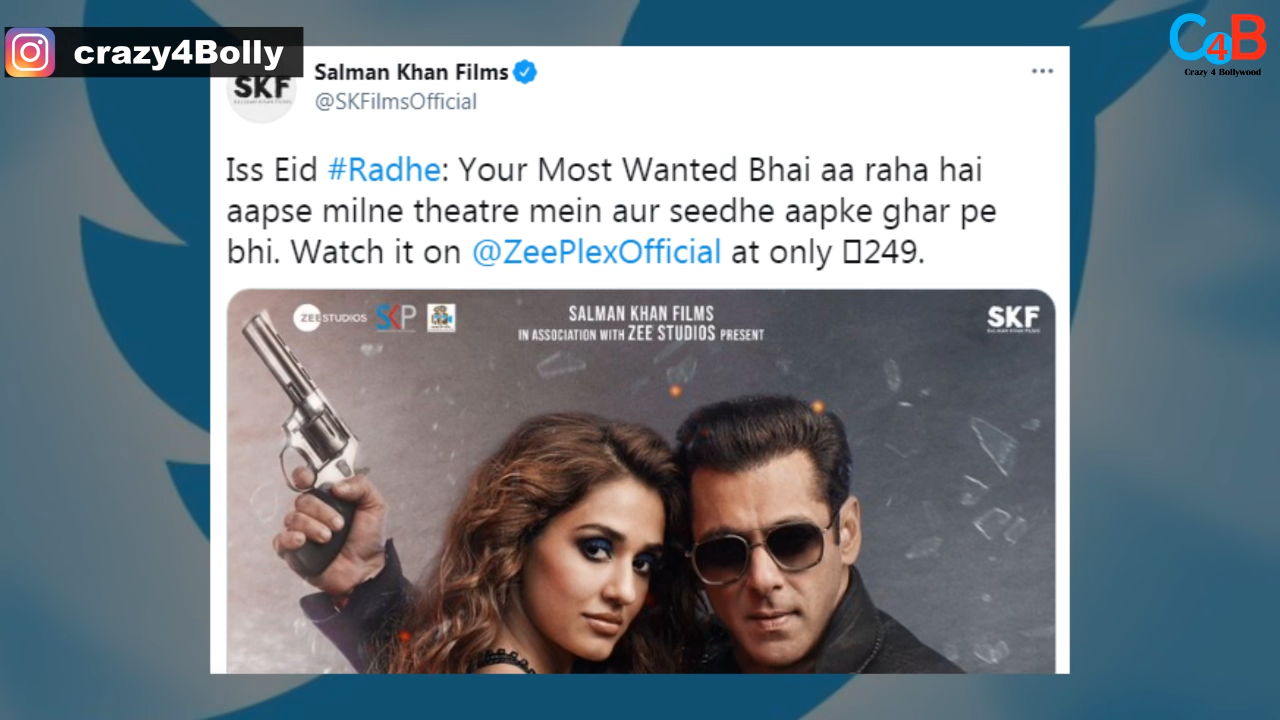 crazy4Bolly
C4B
Crazy 4 Bollywood
SKF
Salman Khan Films
@SKFilmsOfficial
Iss Eid #Radhe: Your Most Wanted Bhai aa raha hai
aapse milne theatre mein aur seedhe aapke ghar pe
bhi. Watch it on @ZeePlexOfficial at only 249.
ZEESTUDIOS
SKP
SALMAN KHAN FILMS
IN ASSOCIATION WITH ZEE STUDIOS PRESENT
SKF
SALMAN KHAN FILMS